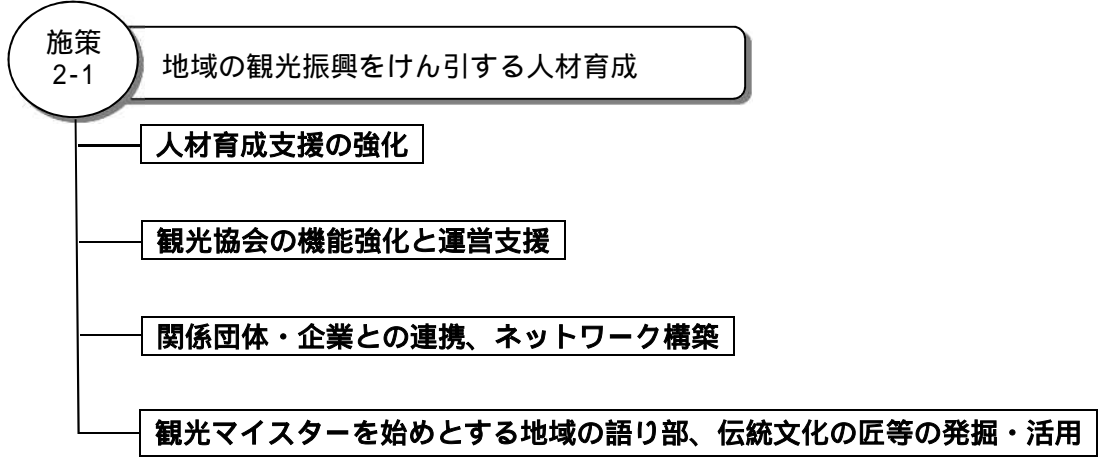 施策
2-1
地域の観光振興をけん引する人材育成
人材育成支援の強化
観光協会の機能強化と運営支援
関係団体・企業との連携、ネットワーク構築
観光マイスターを始めとする地域の語り部、伝統文化の匠等の発掘・活用